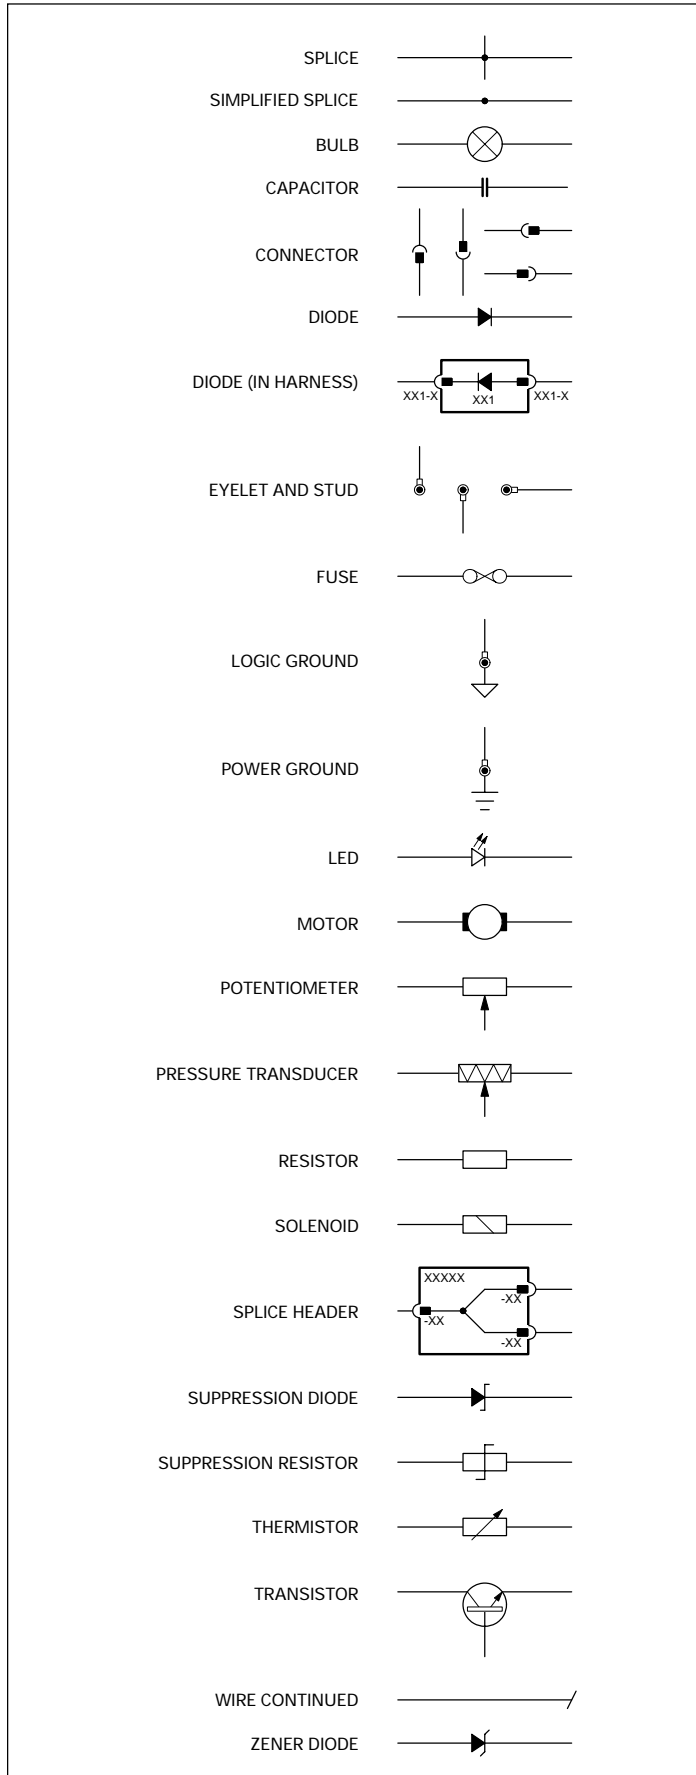 SPLICE
SIMPLIFIED SPLICE
BULB
CAPACITOR
CONNECTOR
DIODE
DIODE (IN HARNESS)
XX1-X XX1 XX1-X
EYELET AND STUD
FUSE
LOGIC GROUND
POWER GROUND
LED
MOTOR
POTENTIOMETER
PRESSURE TRANSDUCER
RESISTOR
SOLENOID
XXXXX
-XX
SPLICE HEADER
-XX
-XX
SUPPRESSION DIODE
SUPPRESSION RESISTOR
THERMISTOR
TRANSISTOR
WIRE CONTINUED
ZENER DIODE